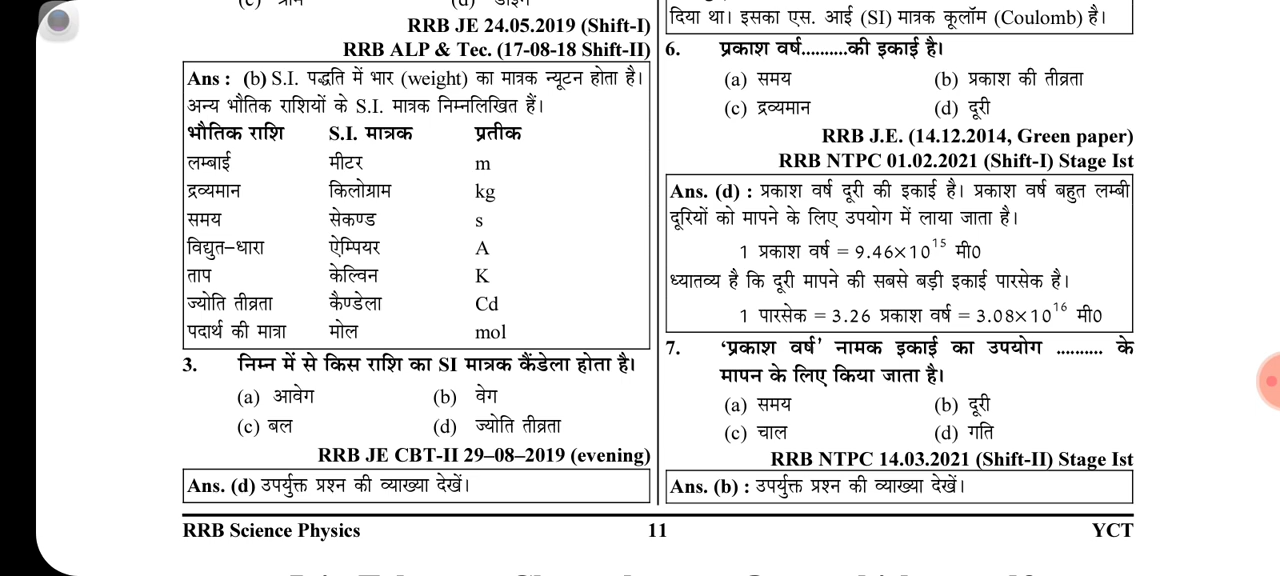 RRB JE 24.05.2019 (Shift-I)
RRB ALP & Tec. (17-08-18 Shift-II)
Ans : (b) S.I. पद्धति में भार (weight) का मात्रक न्यूटन होता है।
अन्य भौतिक राशियों के S.I. मात्रक निम्नलिखित हैं।
भौतिक राशि S.I. मात्रक प्रतीक
लम्बाई मीटर m
द्रव्यमान किलोग्राम kg
समय सेकण्ड s
विद्युत–धारा ऐम्पियर A
ताप केल्विन K
ज्योति तीव्रता कैण्डेला Cd
पदार्थ की मात्रा मोल mol
3. निम्न में से किस राशि का SI मात्रक कैंडेला होता है।
(a) आवेग (b) वेग
(c) बल (d) ज्योति तीव्रता
RRB JE CBT-II 29–08–2019 (evening)
Ans. (d) उपर्युक्त प्रश्न की व्याख्या देखें।
दिया था। इसका एस. आई (SI) मात्रक कूलॉम (Coulomb) है।
6. प्रकाश वर्ष..........की इकाई है।
(a) समय (b) प्रकाश की तीव्रता
(c) द्रव्यमान (d) दूरी
RRB J.E. (14.12.2014, Green paper)
RRB NTPC 01.02.2021 (Shift-I) Stage Ist
Ans. (d) : प्रकाश वर्ष दूरी की इकाई है। प्रकाश वर्ष बहुत लम्बी
दूरियों को मापने के लिए उपयोग में लाया जाता है।
1 प्रकाश वर्ष = 9.46×10¹⁵ मी0
ध्यातव्य है कि दूरी मापने की सबसे बड़ी इकाई पारसेक है।
1 पारसेक = 3.26 प्रकाश वर्ष = 3.08×10¹⁶ मी0
7. ‘प्रकाश वर्ष’ नामक इकाई का उपयोग .......... के
मापन के लिए किया जाता है।
(a) समय (b) दूरी
(c) चाल (d) गति
RRB NTPC 14.03.2021 (Shift-II) Stage Ist
Ans. (b) : उपर्युक्त प्रश्न की व्याख्या देखें।
RRB Science Physics 11 YCT